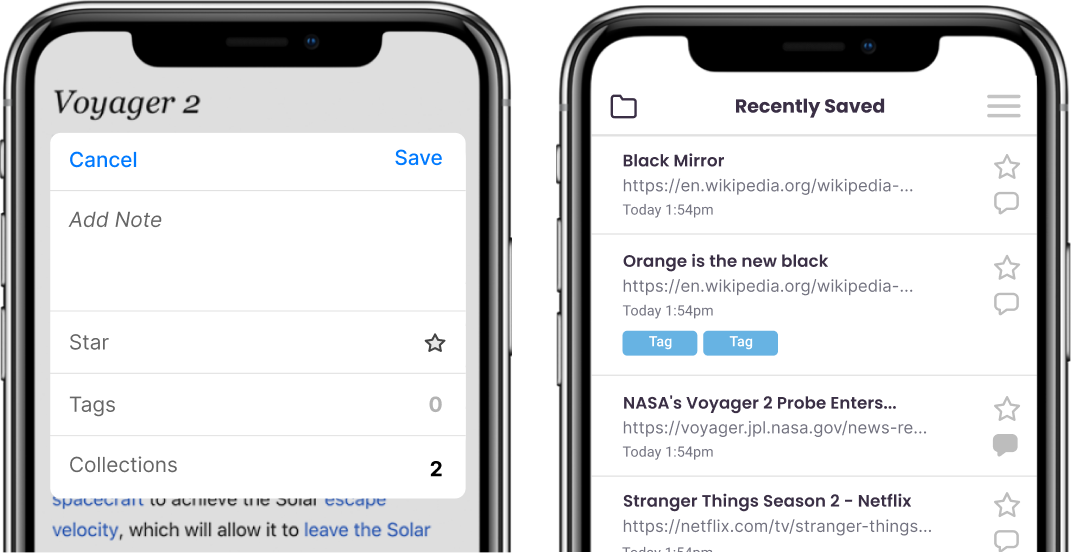 Voyager 2
Cancel
Save
Add Note
Star
Tags
0
Collections
2
spacecraft to achieve the Solar escape
velocity, which will allow it to leave the Solar
Recently Saved
Black Mirror
https://en.wikipedia.org/wikipedia-...
Today 1:54pm
Orange is the new black
https://en.wikipedia.org/wikipedia-...
Today 1:54pm
Tag
Tag
NASA's Voyager 2 Probe Enters...
https://voyager.jpl.nasa.gov/news-re...
Today 1:54pm
Stranger Things Season 2 - Netflix
https://netflix.com/tv/stranger-things...
Today 1:54pm